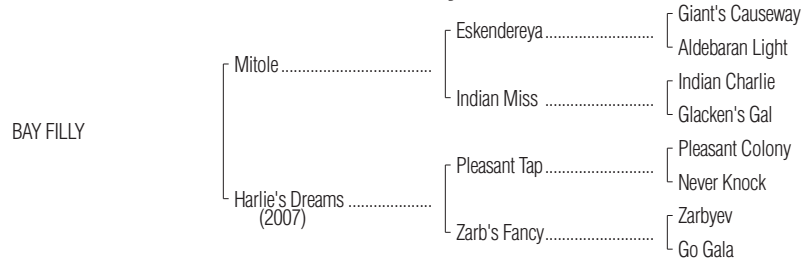 Giant's Causeway
Eskendereya
Aldebaran Light
Mitole
Indian Charlie
Indian Miss
Glacken's Gal
BAY FILLY
Pleasant Colony
Pleasant Tap
Never Knock
Harlie's Dreams
(2007)
Zarbyev
Zarb's Fancy
Go Gala